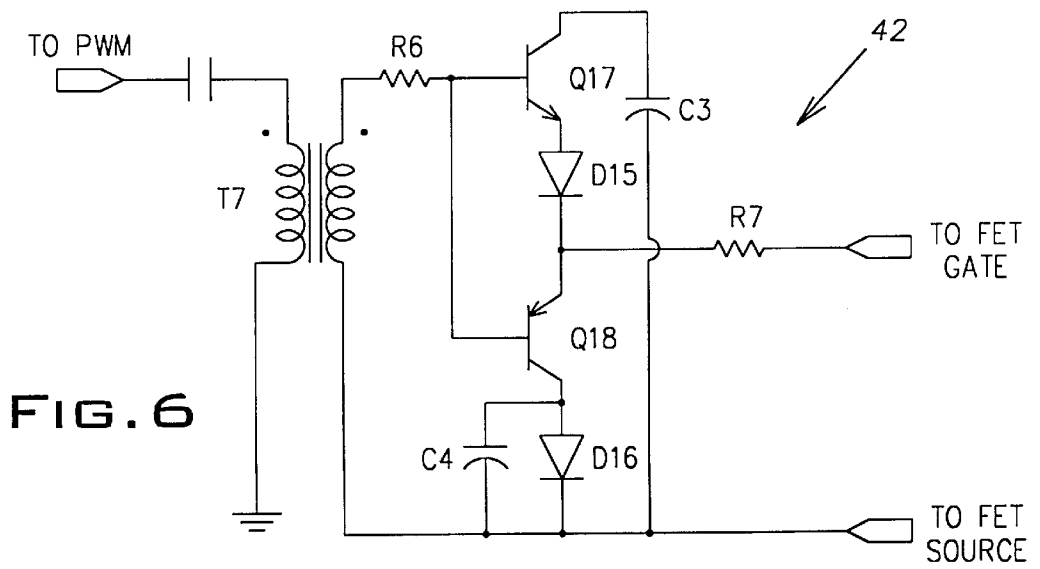 42
TO PWM
R6
Q17
C3
D15
T7
R7
TO FET
GATE
Q18
FIG. 6
C4
D16
TO FET
SOURCE